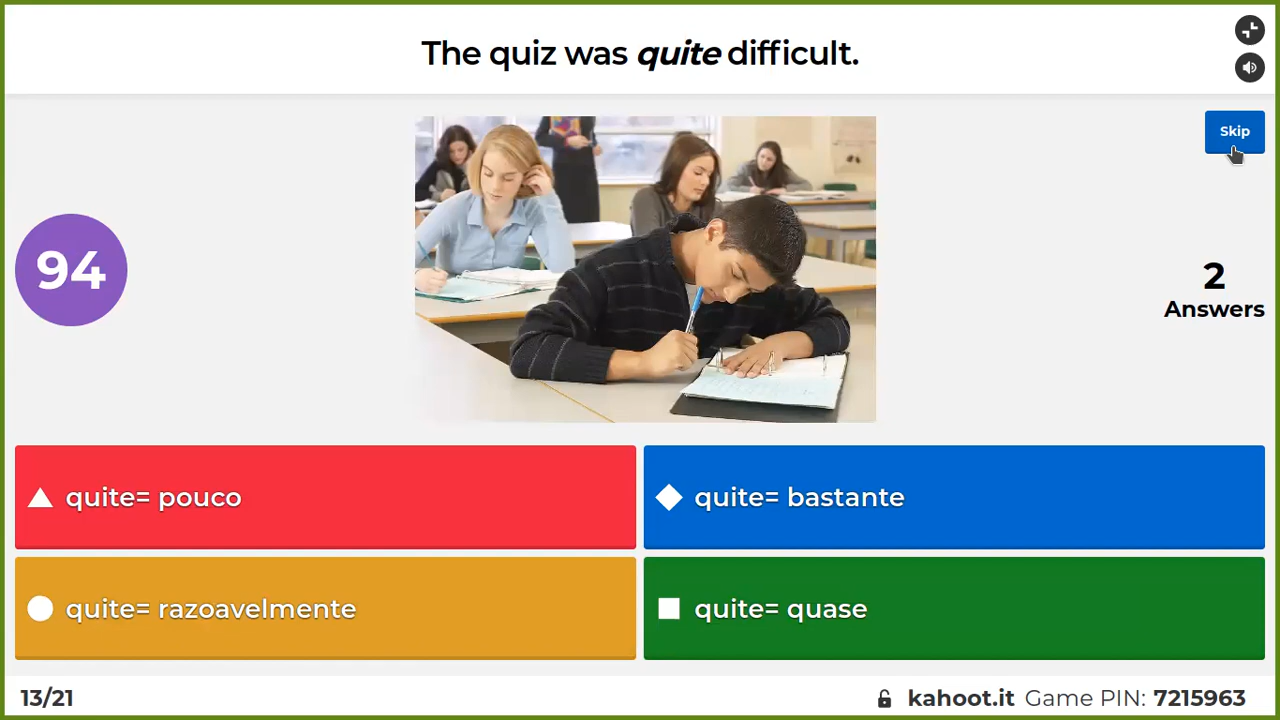 The quiz was quite difficult.
Skip
94
2
Answers
quite= pouco
quite= bastante
quite= razoavelmente
quite= quase
13/21
kahoot.it Game PIN: 7215963